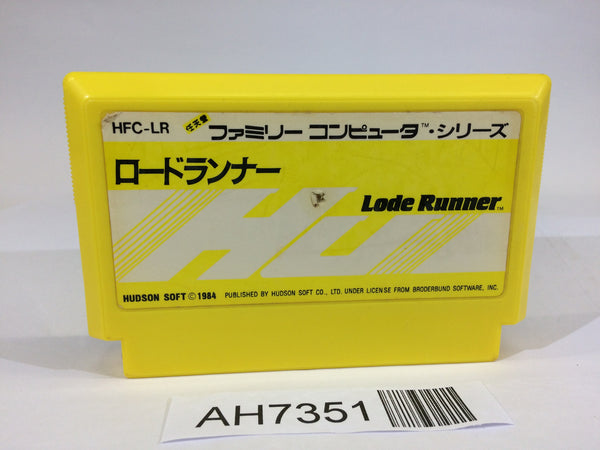 HFC-LR 任天堂 ファミリー コンピュータ™・シリーズ
ロードランナー
Lode Runner™
HU
HUDSON SOFT © 1984 PUBLISHED BY HUDSON SOFT CO., LTD. UNDER LICENSE FROM BRODERBUND SOFTWARE, INC.
AH7351